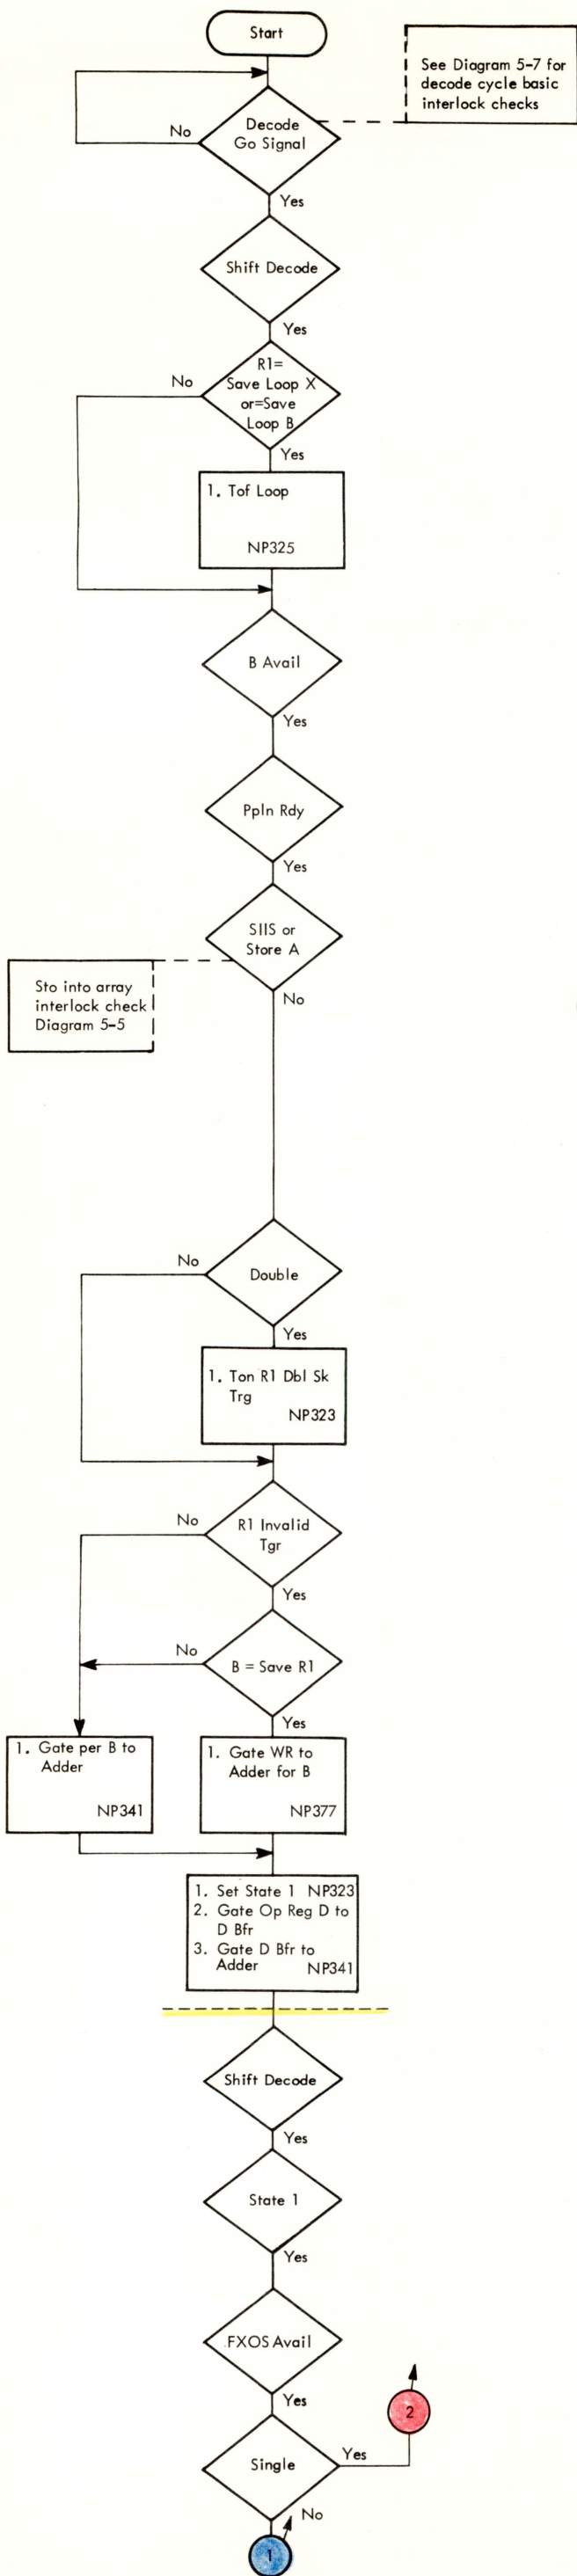 Start
See Diagram 5-7 for
decode cycle basic
interlock checks
Decode
Go Signal
No
Yes
Shift Decode
Yes
R1=
Save Loop X
or=Save
Loop B
No
Yes
1. Tof Loop
NP325
B Avail
Yes
Ppln Rdy
Yes
SIIS or
Store A
Sto into array
interlock check
Diagram 5-5
No
Double
No
Yes
1. Ton R1 Dbl Sk
Trg
NP323
R1 Invalid
Tgr
No
Yes
B = Save R1
No
Yes
1. Gate per B to
Adder
NP341
1. Gate WR to
Adder for B
NP377
1. Set State 1 NP323
2. Gate Op Reg D to
D Bfr
3. Gate D Bfr to
Adder NP341
Shift Decode
Yes
State 1
Yes
FXOS Avail
Yes
2
Single
Yes
No
1